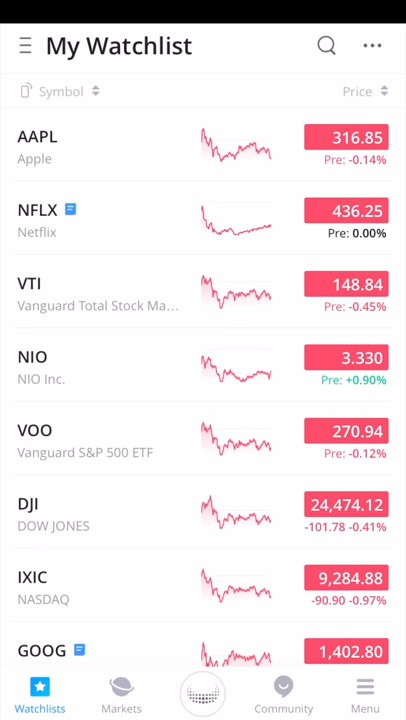 My Watchlist
Symbol Price
AAPL 316.85
Apple Pre: -0.14%
NFLX 436.25
Netflix Pre: 0.00%
VTI 148.84
Vanguard Total Stock Ma... Pre: -0.45%
NIO 3.330
NIO Inc. Pre: +0.90%
VOO 270.94
Vanguard S&P 500 ETF Pre: -0.12%
DJI 24,474.12
DOW JONES -101.78 -0.41%
IXIC 9,284.88
NASDAQ -90.90 -0.97%
GOOG 1,402.80
Watchlists Markets Community Menu